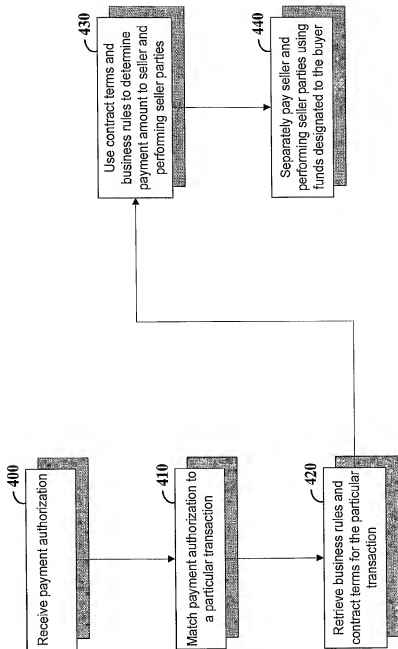 400
Receive payment authorization
410
Match payment authorization to
a particular transaction
420
Retrieve business rules and
contract terms for the particular
transaction
430
Use contract terms and
business rules to determine
payment amount to seller and
performing seller parties
440
Separately pay seller and
performing seller parties using
funds designated to the buyer